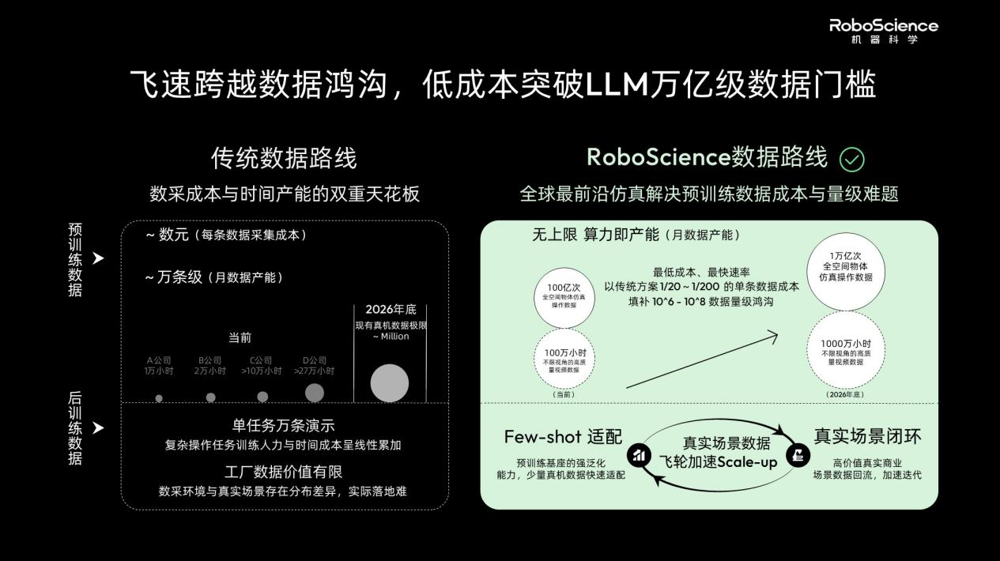 RoboScience
机器科学
飞速跨越数据鸿沟，低成本突破LLM万亿级数据门槛
传统数据路线
数采成本与时间产能的双重天花板
预训练数据
~ 数元（每条数据采集成本）
~ 万条级（月数据产能）
当前
A公司
1万小时
B公司
2万小时
C公司
>10万小时
D公司
>27万小时
2026年底
现有真机数据极限
~ Million
后训练数据
单任务万条演示
复杂操作任务训练人力与时间成本呈线性累加
工厂数据价值有限
数采环境与真实场景存在分布差异，实际落地难
RoboScience数据路线
全球最前沿仿真解决预训练数据成本与量级难题
无上限 算力即产能（月数据产能）
100亿次
全空间物体仿真
操作数据
100万小时
不限视角的高质
量视频数据
（当前）
最低成本、最快速率
以传统方案1/20 ~ 1/200 的单条数据成本
填补 10^6 - 10^8 数据量级鸿沟
1万亿次
全空间物体
仿真操作数据
1000万小时
不限视角的高质
量视频数据
（2026年底）
Few-shot 适配
预训练基座的强泛化
能力，少量真机数据快速适配
真实场景数据
飞轮加速Scale-up
真实场景闭环
高价值真实商业
场景数据回流，加速迭代